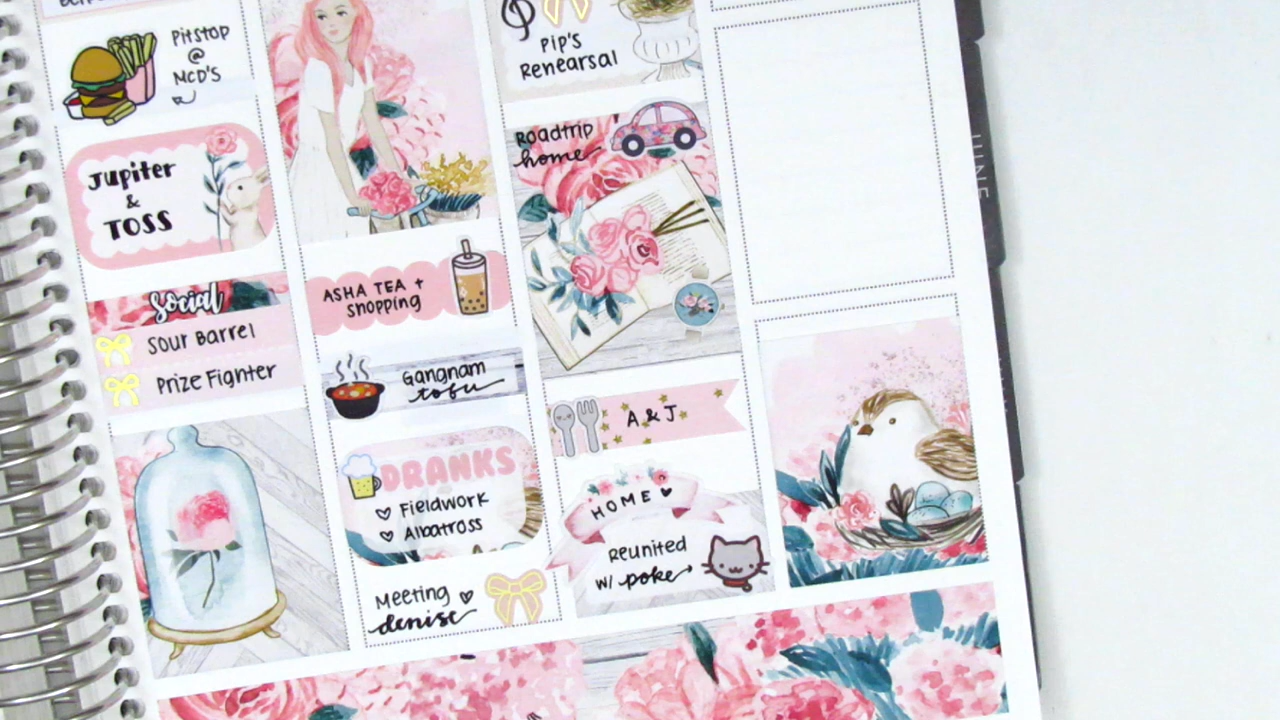 Pitstop
@
MCD'S
Jupiter
&
TOSS
Social
Sour Barrel
Prize Fighter
ASHA TEA +
shopping
Gangnam
tofu
DRANKS
Fieldwork
Albatross
Meeting
denise
Pip's
Rehearsal
Roadtrip
home
A & J
HOME
Reunited
w/ poke
JUNE